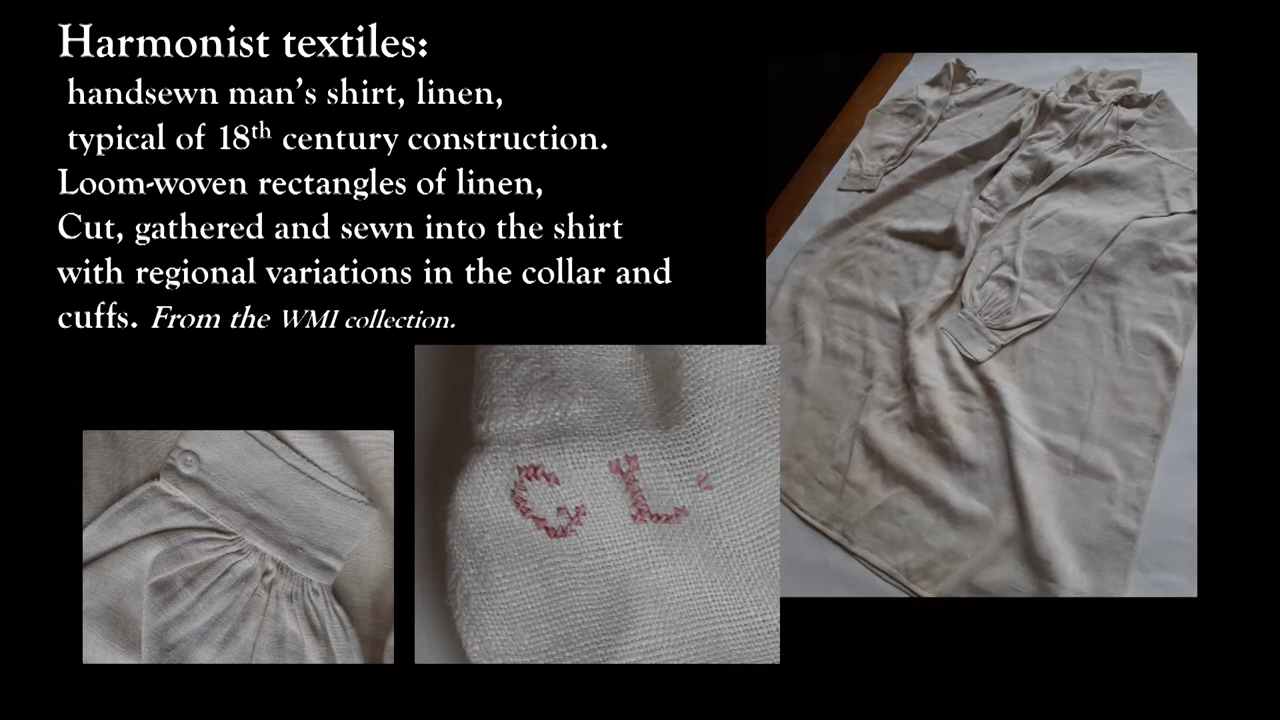 Harmonist textiles:
handsewn man's shirt, linen,
typical of 18th century construction.
Loom-woven rectangles of linen,
Cut, gathered and sewn into the shirt
with regional variations in the collar and
cuffs. From the WMI collection.
C L